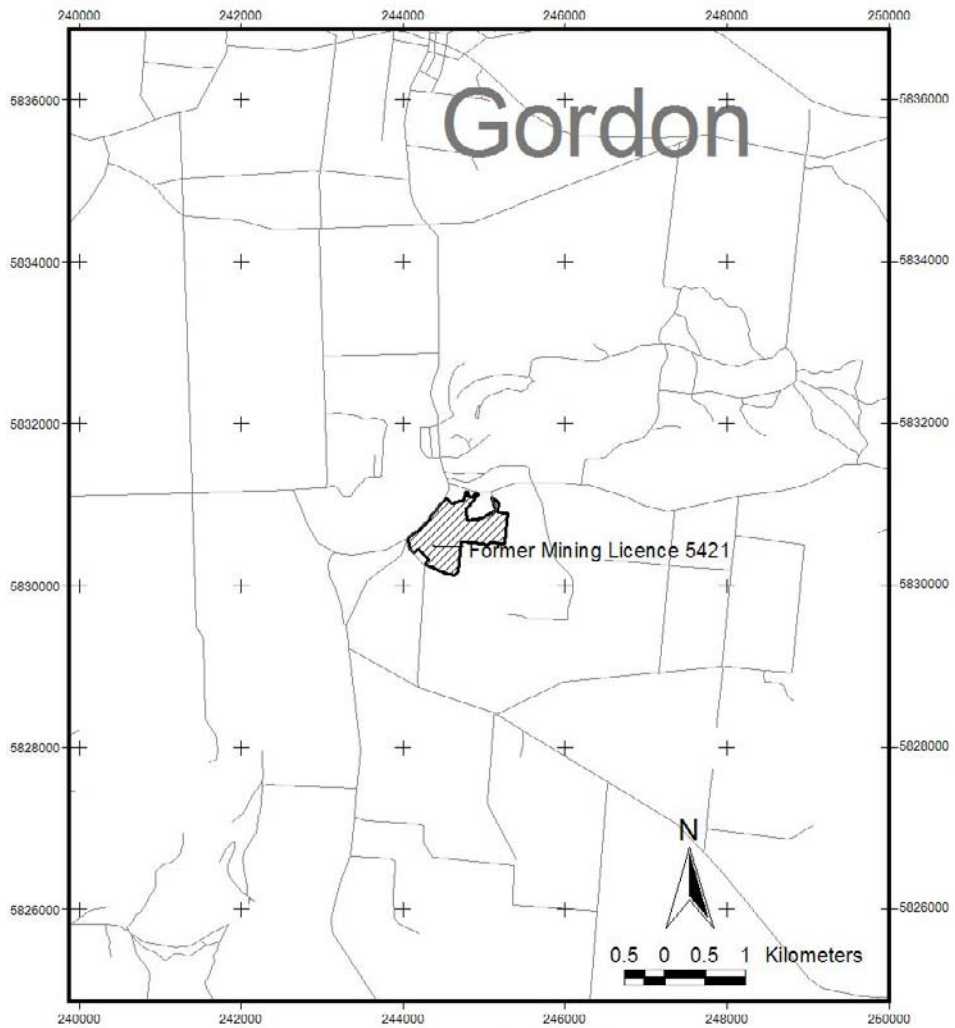 240000 242000 244000 246000 248000 250000
5836000 5836000
Gordon
5834000 5834000
5832000 5832000
Former Mining Licence 5421
5830000 5830000
5828000 5828000
N
5826000 5826000
0.5 0 0.5 1 Kilometers
240000 242000 244000 246000 248000 260000